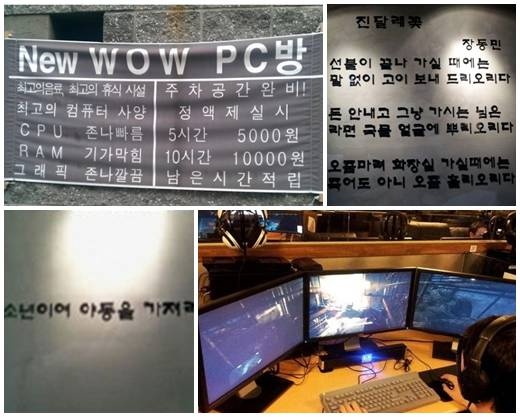 New WOW PC방
최고의음료, 최고의 휴식 시설
최고의 컴퓨터 사양
CPU 존나빠름
RAM 기가막힘
그래픽 존나깔끔
주차공간완비!
정액제실시
5시간 5000원
10시간 10000원
남은시간적립
진달레꽃
장동민
선불이 끝나 가실 때에는
말 없이 고이 보내 드리오리다
돈 안내고 그냥 가시는 님은
라면 국물 얼굴에 뿌리오리다
오줌마려 화장실 가실때에는
죽어도 아니 오줌 흘리오리다
소년이여 야동을 가져라